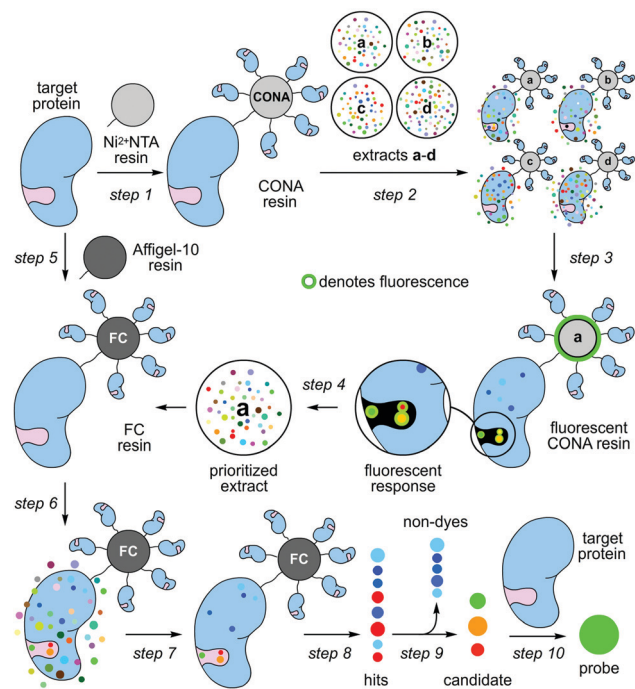 target
protein
Ni²⁺NTA
resin
step 1
CONA
CONA
resin
a
b
c
d
extracts a-d
step 2
a
b
c
d
step 3
step 5
Affigel-10
resin
denotes fluorescence
FC
FC
resin
a
prioritized
extract
step 4
fluorescent
response
a
fluorescent
CONA resin
step 6
FC
step 7
FC
step 8
hits
non-dyes
step 9
candidate
target
protein
step 10
probe